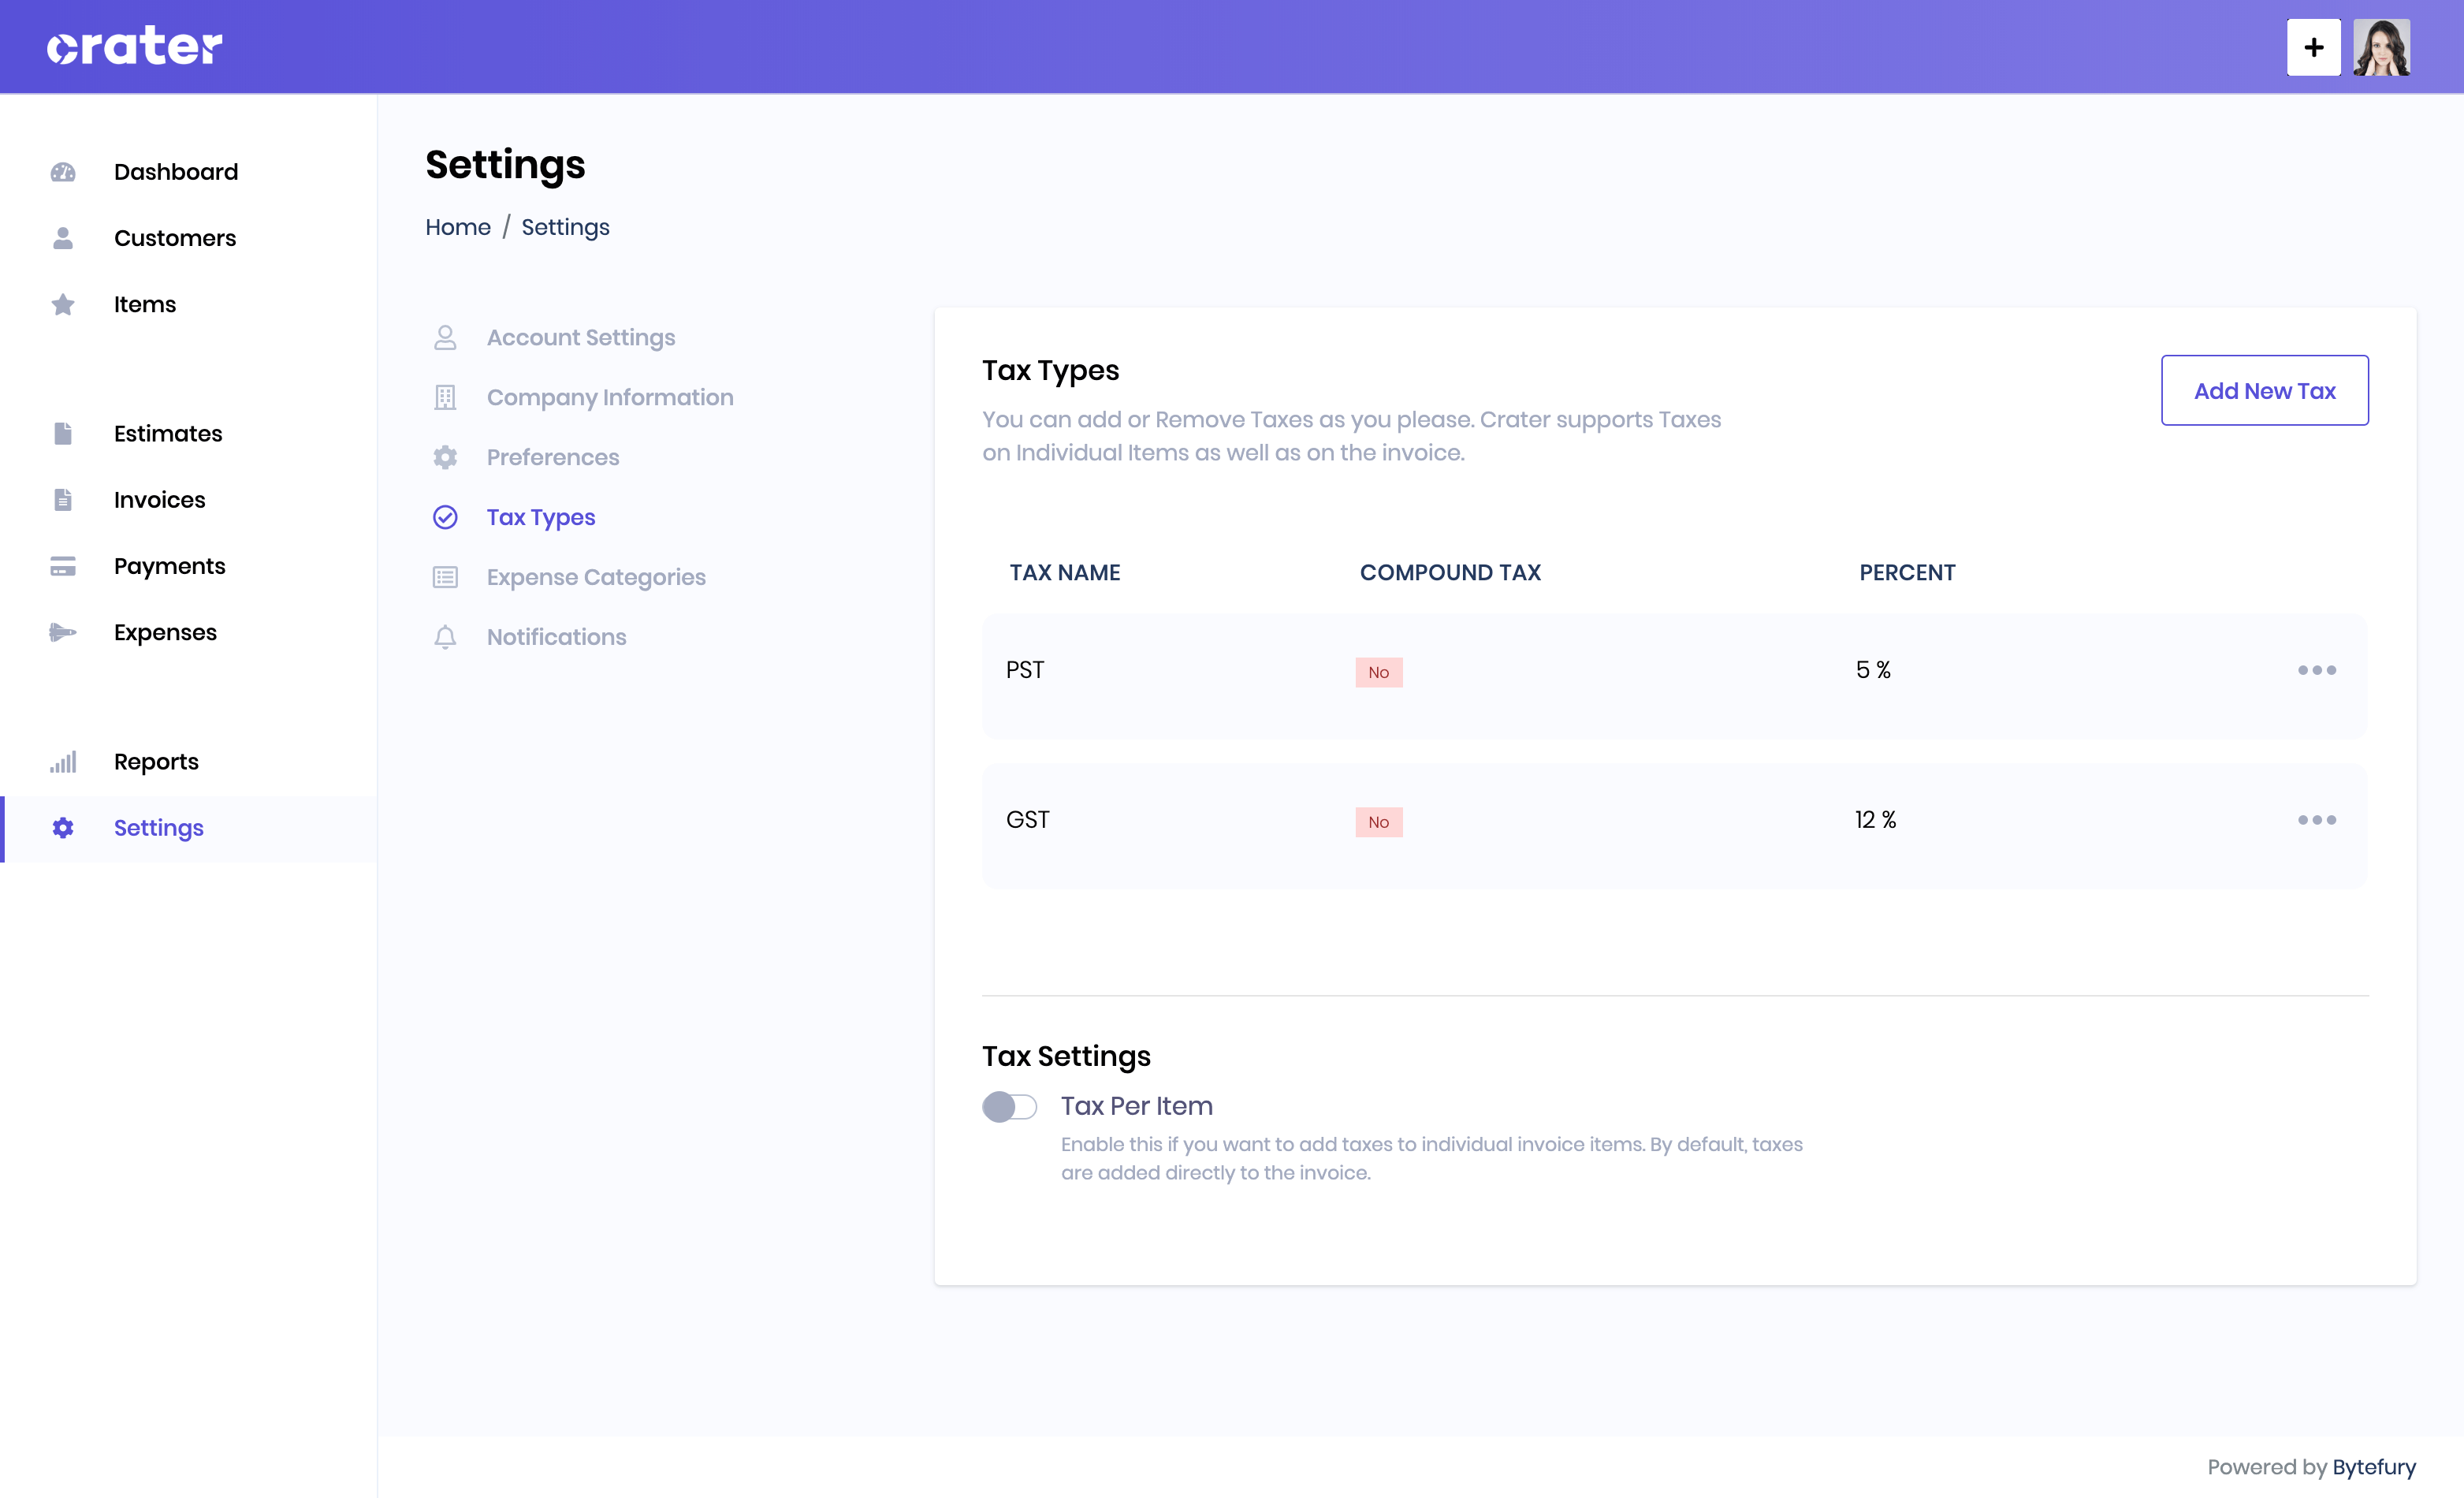 crater
Dashboard
Customers
Items
Estimates
Invoices
Payments
Expenses
Reports
Settings
Settings
Home / Settings
Account Settings
Company Information
Preferences
Tax Types
Expense Categories
Notifications
Tax Types
Add New Tax
You can add or Remove Taxes as you please. Crater supports Taxes
on Individual Items as well as on the invoice.
TAX NAME COMPOUND TAX PERCENT
PST No 5 %
GST No 12 %
Tax Settings
Tax Per Item
Enable this if you want to add taxes to individual invoice items. By default, taxes
are added directly to the invoice.
Powered by Bytefury